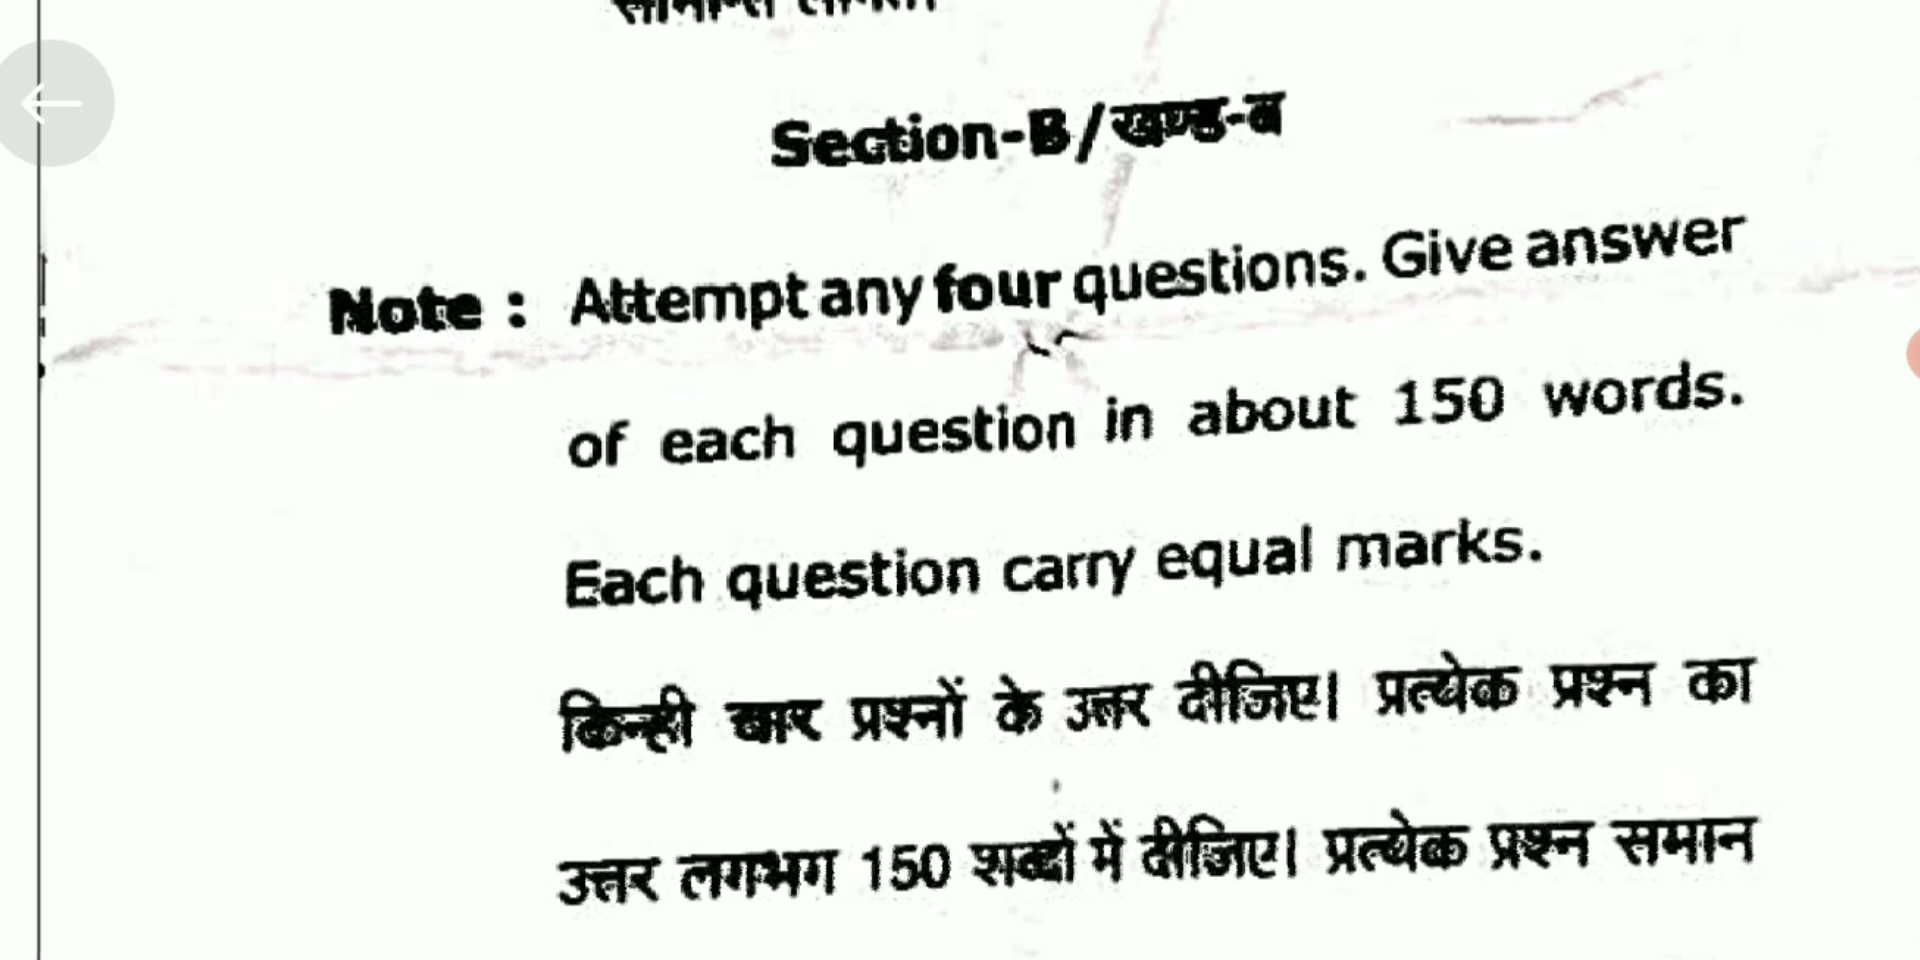 Section-B/खण्ड-ब
Note : Attempt any four questions. Give answer
of each question in about 150 words.
Each question carry equal marks.
किन्ही चार प्रश्नों के उत्तर दीजिए। प्रत्येक प्रश्न का
उत्तर लगभग 150 शब्दों में दीजिए। प्रत्येक प्रश्न समान